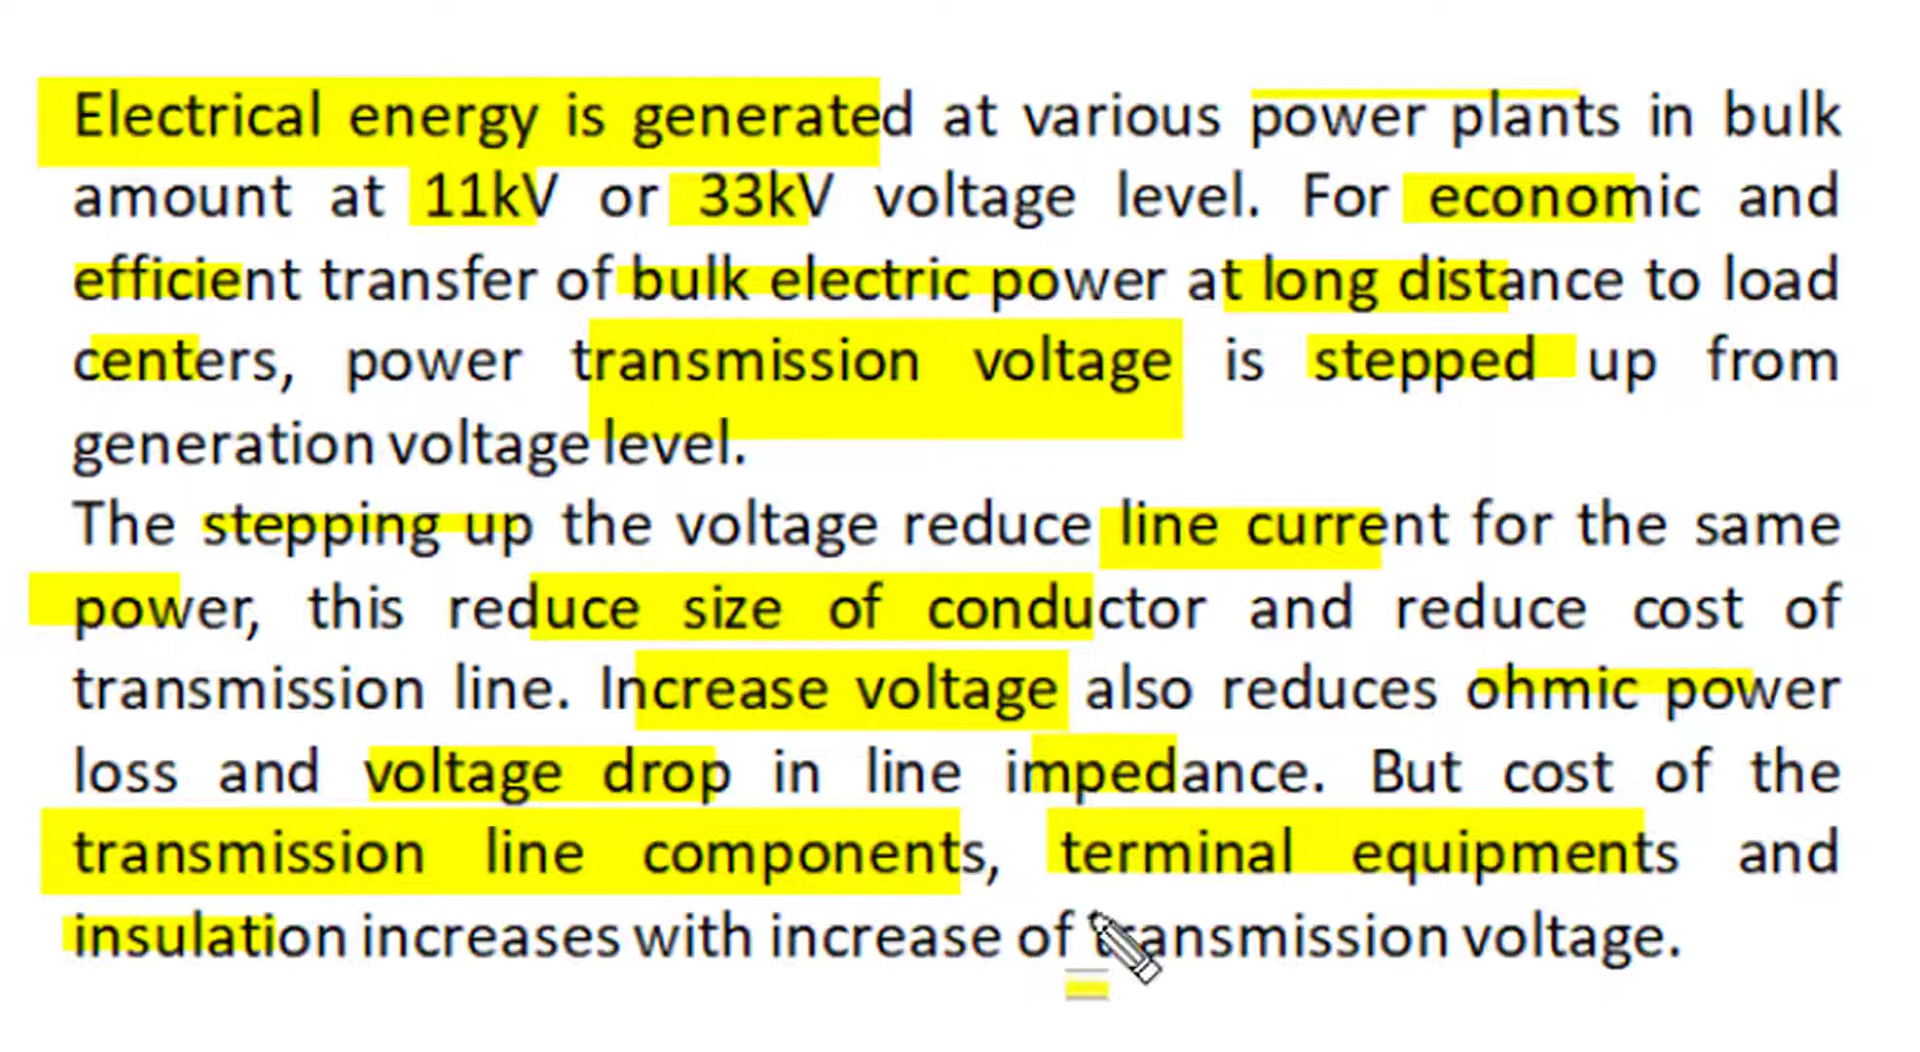 Electrical energy is generated at various power plants in bulk
amount at 11kV or 33kV voltage level. For economic and
efficient transfer of bulk electric power at long distance to load
centers, power transmission voltage is stepped up from
generation voltage level.
The stepping up the voltage reduce line current for the same
power, this reduce size of conductor and reduce cost of
transmission line. Increase voltage also reduces ohmic power
loss and voltage drop in line impedance. But cost of the
transmission line components, terminal equipments and
insulation increases with increase of transmission voltage.